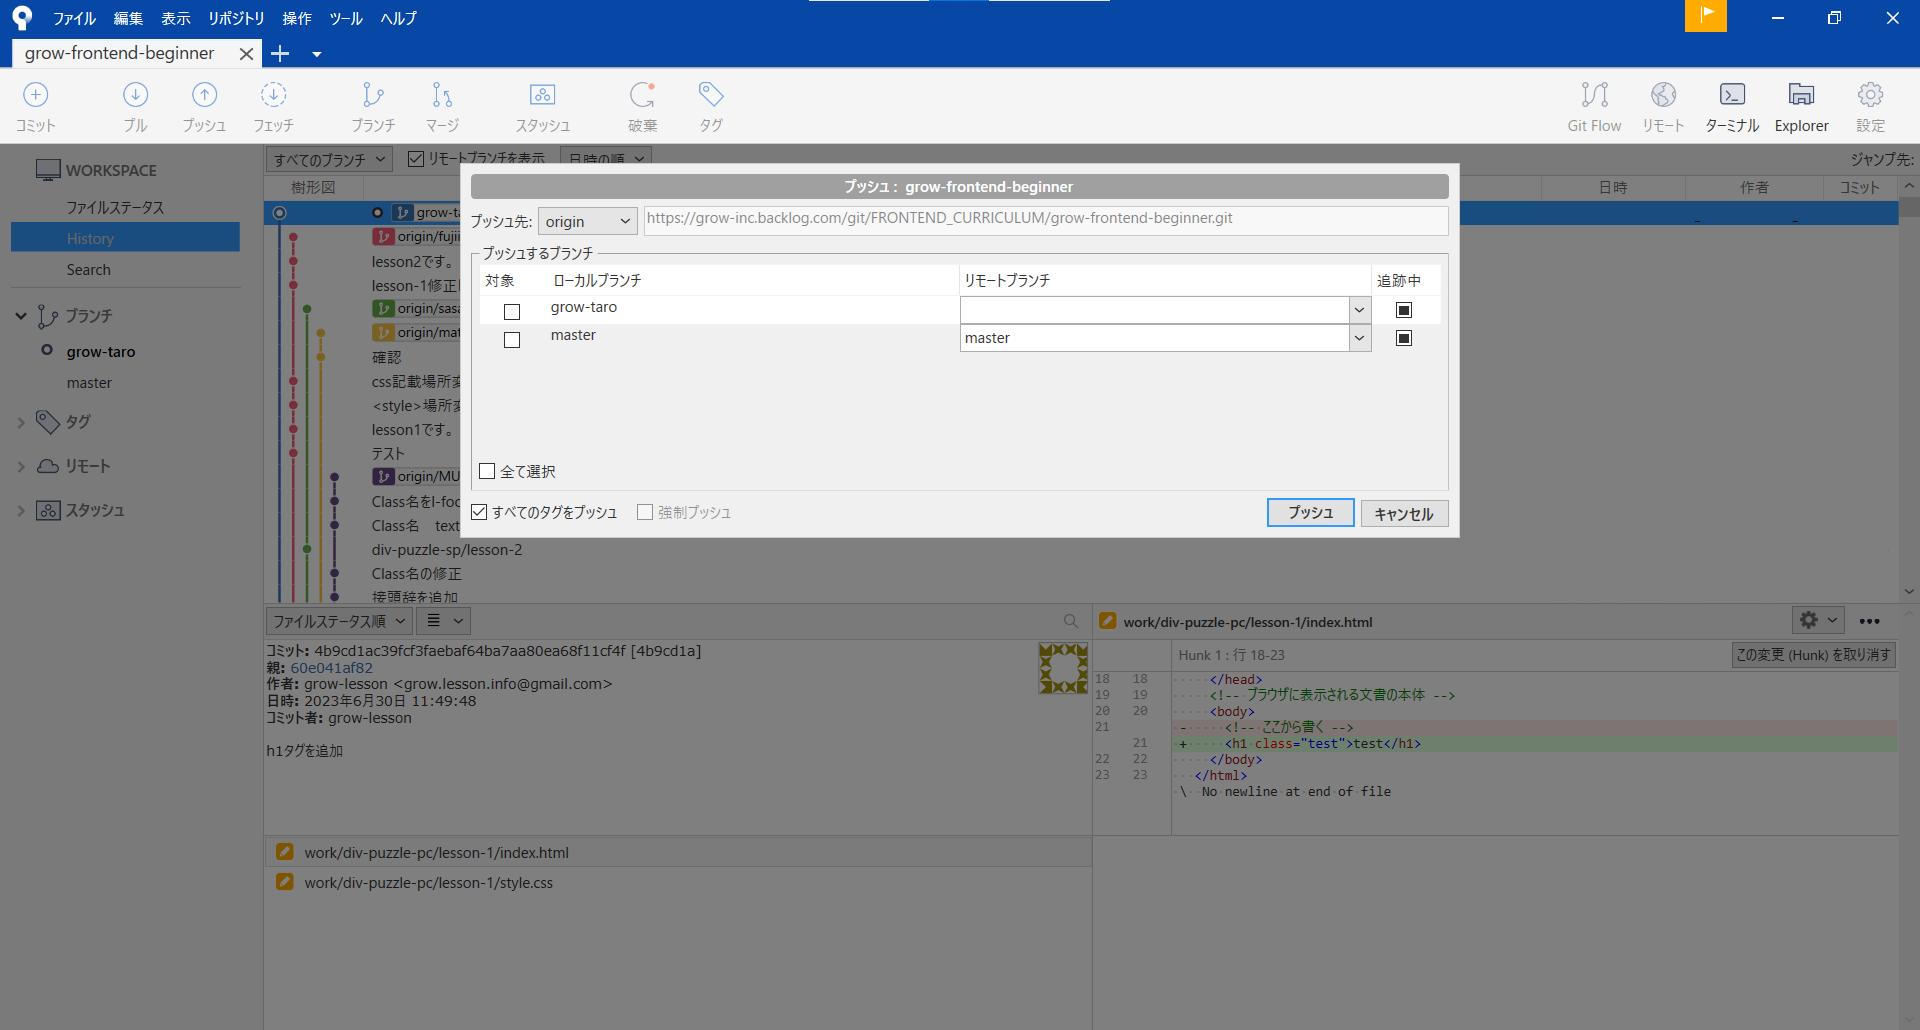 ファイル 編集 表示 リポジトリ 操作 ツール ヘルプ
grow-frontend-beginner
コミット プル プッシュ フェッチ ブランチ マージ スタッシュ 破棄 タグ Git Flow リモート ターミナル Explorer 設定
WORKSPACE
ファイルステータス
History
Search
ブランチ
grow-taro
master
タグ
リモート
スタッシュ
すべてのブランチ リモートブランチを表示 日時の順 ジャンプ先:
樹形図 日時 作者 コミット
grow-ta
origin/fujii
lesson2です。
lesson-1修正
origin/sasa
origin/mat
確認
css記載場所変
<style>場所変
lesson1です。
テスト
origin/MU
Class名をl-foo
Class名 text
div-puzzle-sp/lesson-2
Class名の修正
接頭辞を追加
プッシュ : grow-frontend-beginner
プッシュ先: origin https://grow-inc.backlog.com/git/FRONTEND_CURRICULUM/grow-frontend-beginner.git
プッシュするブランチ
対象 ローカルブランチ リモートブランチ 追跡中
grow-taro
master master
全て選択
すべてのタグをプッシュ 強制プッシュ プッシュ キャンセル
ファイルステータス順
コミット: 4b9cd1ac39fcf3faebaf64ba7aa80ea68f11cf4f [4b9cd1a]
親: 60e041af82
作者: grow-lesson <grow.lesson.info@gmail.com>
日時: 2023年6月30日 11:49:48
コミット者: grow-lesson
h1タグを追加
work/div-puzzle-pc/lesson-1/index.html
work/div-puzzle-pc/lesson-1/style.css
work/div-puzzle-pc/lesson-1/index.html
Hunk 1 : 行 18-23 この変更 (Hunk) を取り消す
18 18 </head>
19 19 <!-- ブラウザに表示される文書の本体 -->
20 20 <body>
21 - <!-- ここから書く -->
21 + <h1 class="test">test</h1>
22 22 </body>
23 23 </html>
\ No newline at end of file